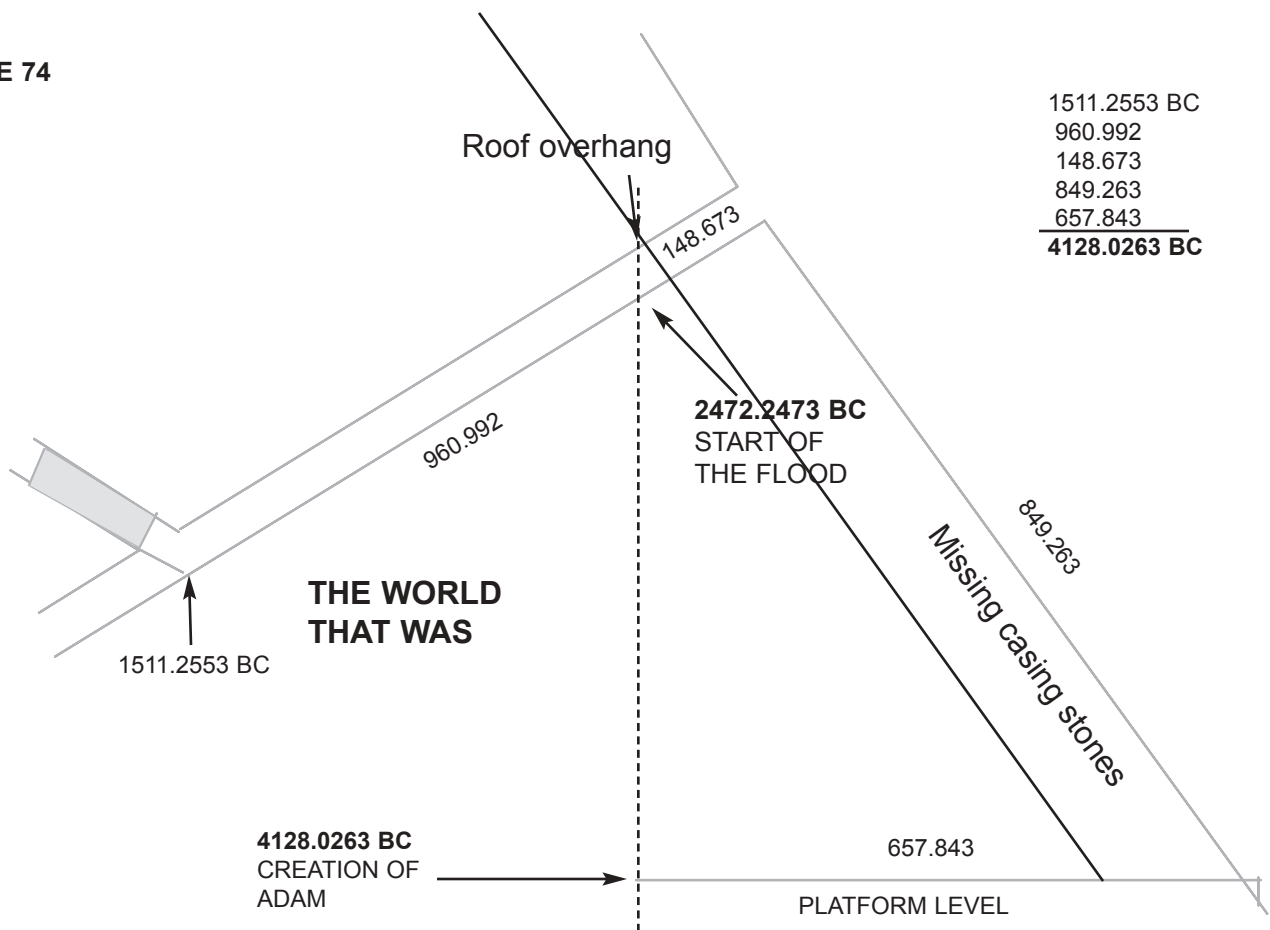 E 74
1511.2553 BC
960.992
148.673
849.263
657.843
4128.0263 BC
Roof overhang
148.673
960.992
2472.2473 BC
START OF
THE FLOOD
849.263
Missing casing stones
THE WORLD
THAT WAS
1511.2553 BC
4128.0263 BC
CREATION OF
ADAM
657.843
PLATFORM LEVEL